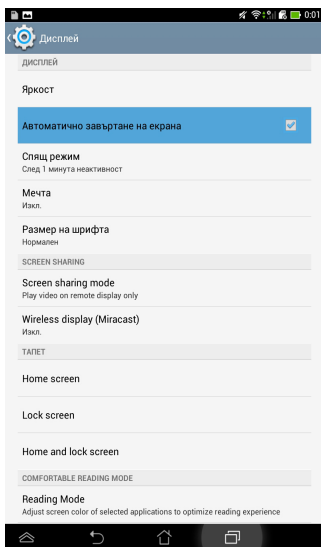 0:01
Дисплей
ДИСПЛЕЙ
Яркост
Автоматично завъртане на екрана
Спящ режим
След 1 минута неактивност
Мечта
Изкл.
Размер на шрифта
Нормален
SCREEN SHARING
Screen sharing mode
Play video on remote display only
Wireless display (Miracast)
Изкл.
ТАПЕТ
Home screen
Lock screen
Home and lock screen
COMFORTABLE READING MODE
Reading Mode
Adjust screen color of selected applications to optimize reading experience